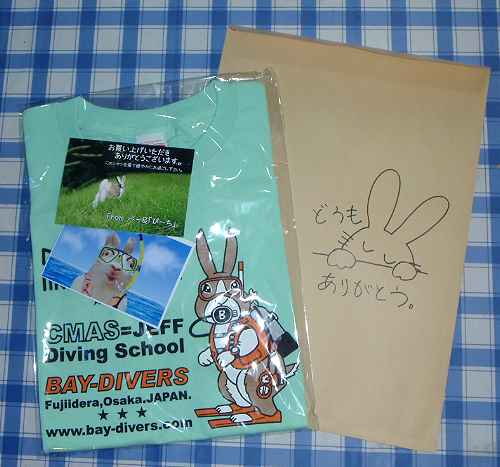 お買い上げいただき
ありがとうございます。
From
CMAS=JEFF
Diving School
BAY-DIVERS
Fujiidera,Osaka.JAPAN.
★ ★ ★
www.bay-divers.com
B
どうも
ありがとう。